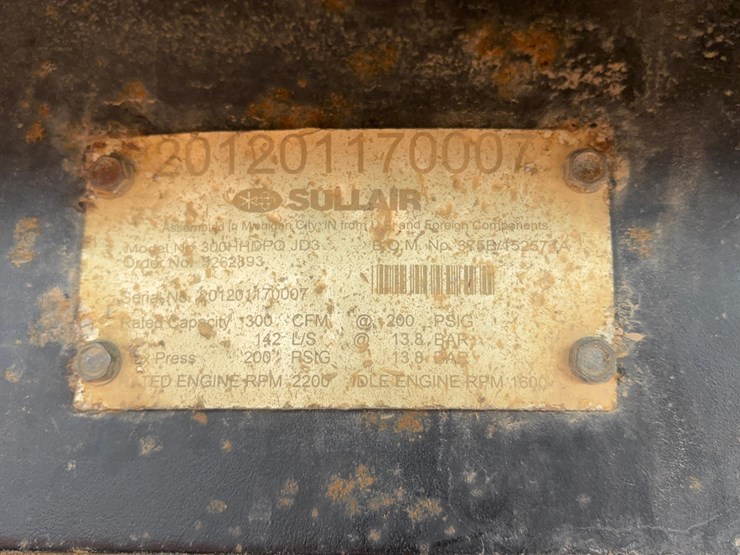 201201170007
SULLAIR
Assembled in Michigan City, IN from and Foreign Components
Model No. 300HHDPQ JD3 B.O.M. No.
Order No.
Serial No. 201201170007
Rated Capacity 300 CFM @ 200 PSIG
142 L/S @ 13.8 BAR
Press 200 PSIG 13.8 BAR
ENGINE RPM 2200 IDLE ENGINE RPM 1600